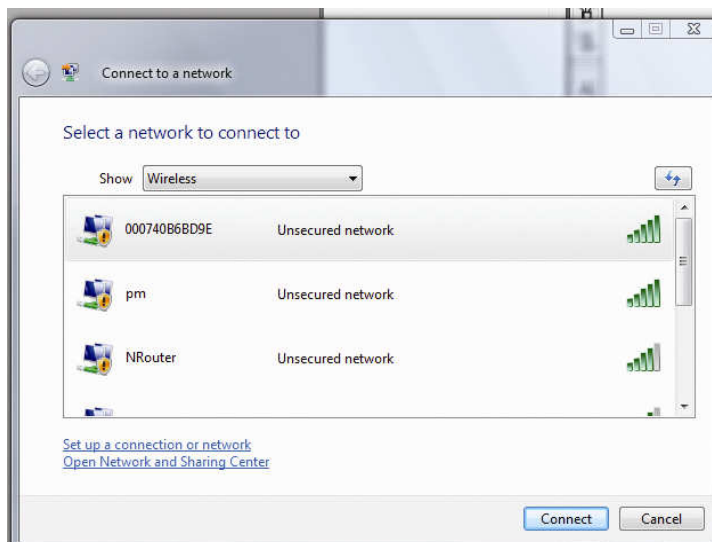 Connect to a network
Select a network to connect to
Show Wireless
000740B6BD9E Unsecured network
pm Unsecured network
NRouter Unsecured network
Set up a connection or network
Open Network and Sharing Center
Connect Cancel